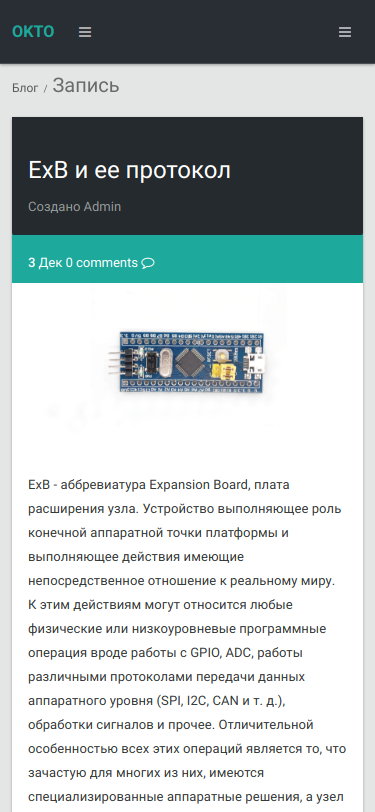 OKTO
Блог / Запись
ExB и ее протокол
Создано Admin
3 Дек 0 comments
ExB - аббревиатура Expansion Board, плата
расширения узла. Устройство выполняющее роль
конечной аппаратной точки платформы и
выполняющее действия имеющие
непосредственное отношение к реальному миру.
К этим действиям могут относится любые
физические или низкоуровневые программные
операция вроде работы с GPIO, ADC, работы
различными протоколами передачи данных
аппаратного уровня (SPI, I2C, CAN и т. д.),
обработки сигналов и прочее. Отличительной
особенностью всех этих операций является то, что
зачастую для многих из них, имеются
специализированные аппаратные решения, а узел